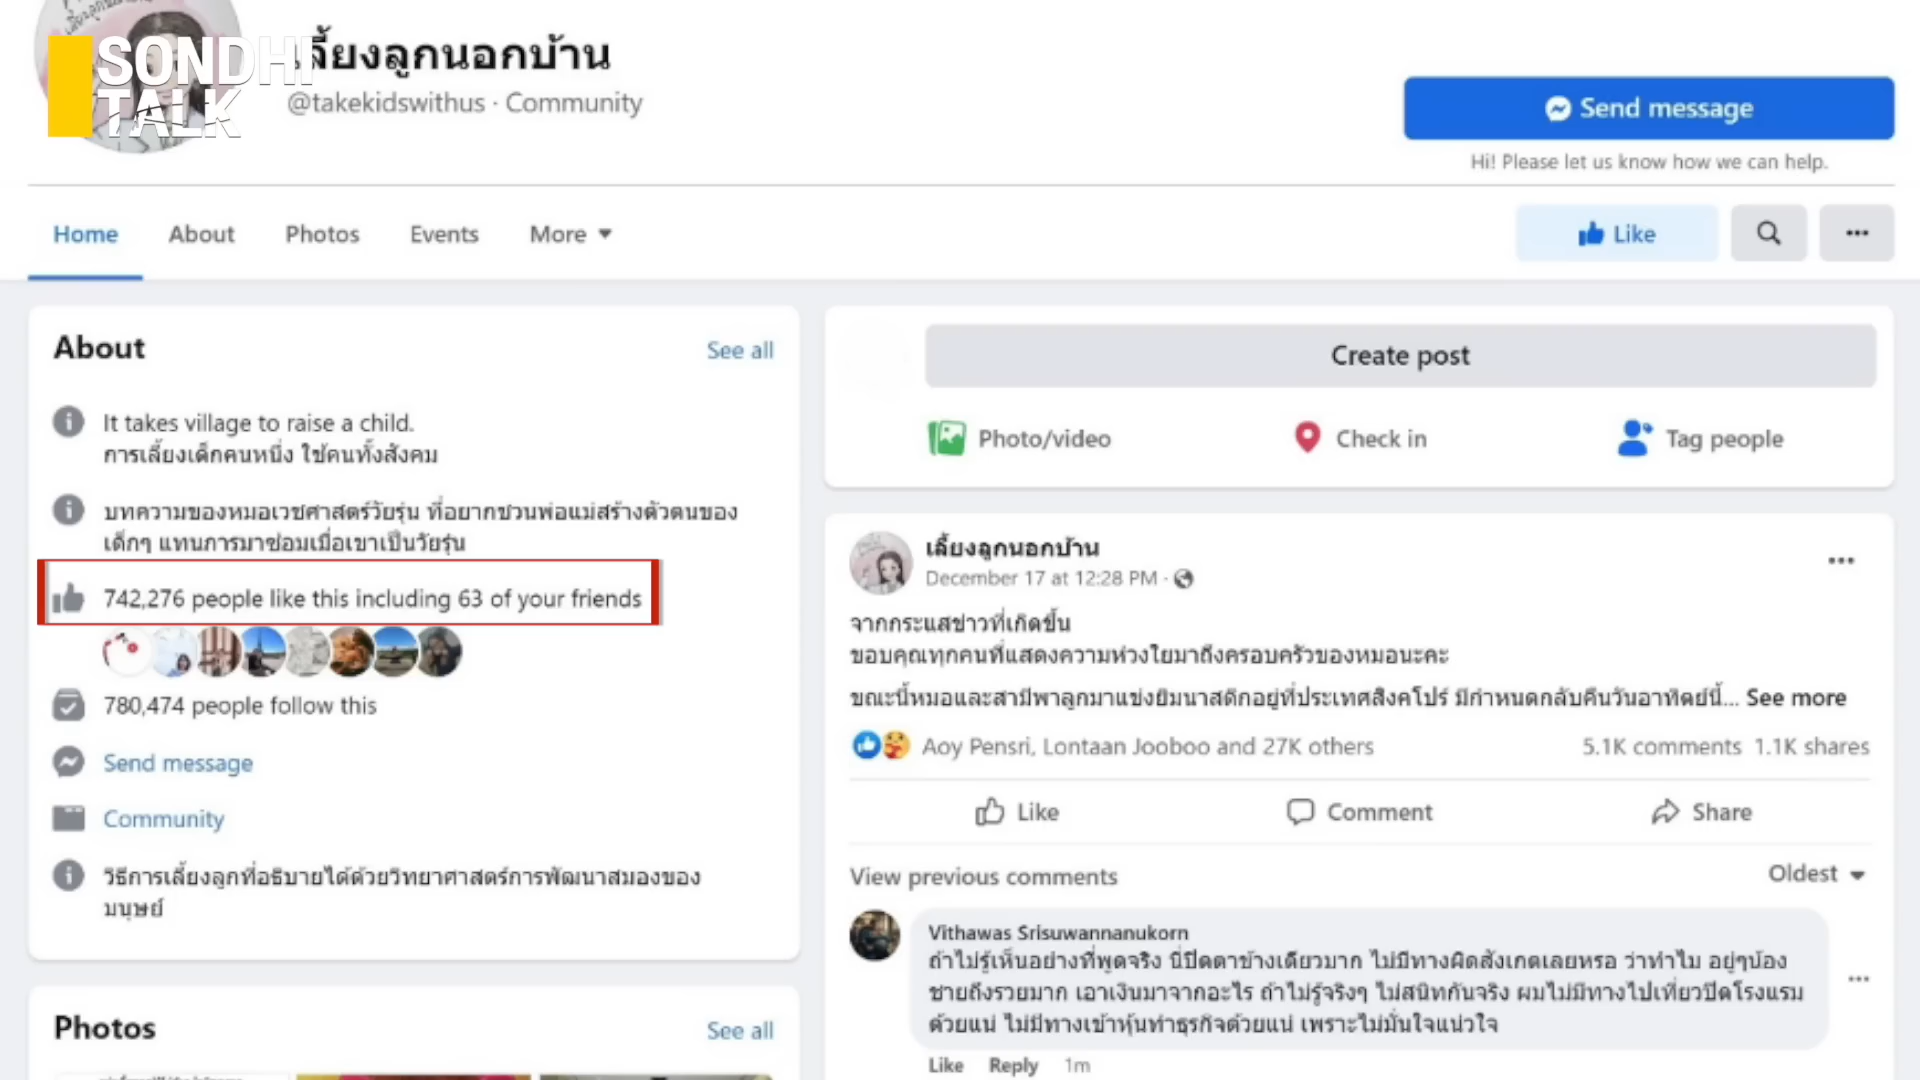 SONDHI
TALK
เลี้ยงลูกนอกบ้าน
@takekidswithus · Community
Send message
Hi! Please let us know how we can help.
Home
About
Photos
Events
More
Like
About
See all
It takes village to raise a child.
การเลี้ยงเด็กคนหนึ่ง ใช้คนทั้งสังคม
บทความของหมอเวชศาสตร์วัยรุ่น ที่อยากชวนพ่อแม่สร้างตัวตนของ
เด็กๆ แทนการมาซ่อมเมื่อเขาเป็นวัยรุ่น
742,276 people like this including 63 of your friends
780,474 people follow this
Send message
Community
วิธีการเลี้ยงลูกที่อธิบายได้ด้วยวิทยาศาสตร์การพัฒนาสมองของ
มนุษย์
Photos
See all
Create post
Photo/video
Check in
Tag people
เลี้ยงลูกนอกบ้าน
December 17 at 12:28 PM ·
จากกระแสข่าวที่เกิดขึ้น
ขอบคุณทุกคนที่แสดงความห่วงใยมาถึงครอบครัวของหมอนะคะ
ขณะนี้หมอและสามีพาลูกมาแข่งยิมนาสติกอยู่ที่ประเทศสิงคโปร์ มีกำหนดกลับคืนวันอาทิตย์นี้... See more
Aoy Pensri, Lontaan Jooboo and 27K others
5.1K comments 1.1K shares
Like
Comment
Share
View previous comments
Oldest
Vithawas Srisuwannanukorn
ถ้าไม่รู้เห็นอย่างที่พูดจริง นี่ปิดตาข้างเดียวมาก ไม่มีทางผิดสังเกตเลยหรอ ว่าทำไม อยู่ๆน้อง
ชายถึงรวยมาก เอาเงินมาจากอะไร ถ้าไม่รู้จริงๆ ไม่สนิทกันจริง ผมไม่มีทางไปเที่ยวปิดโรงแรม
ด้วยแน่ ไม่มีทางเข้าหุ้นทำธุรกิจด้วยแน่ เพราะไม่มั่นใจแน่วใจ
Like Reply 1m